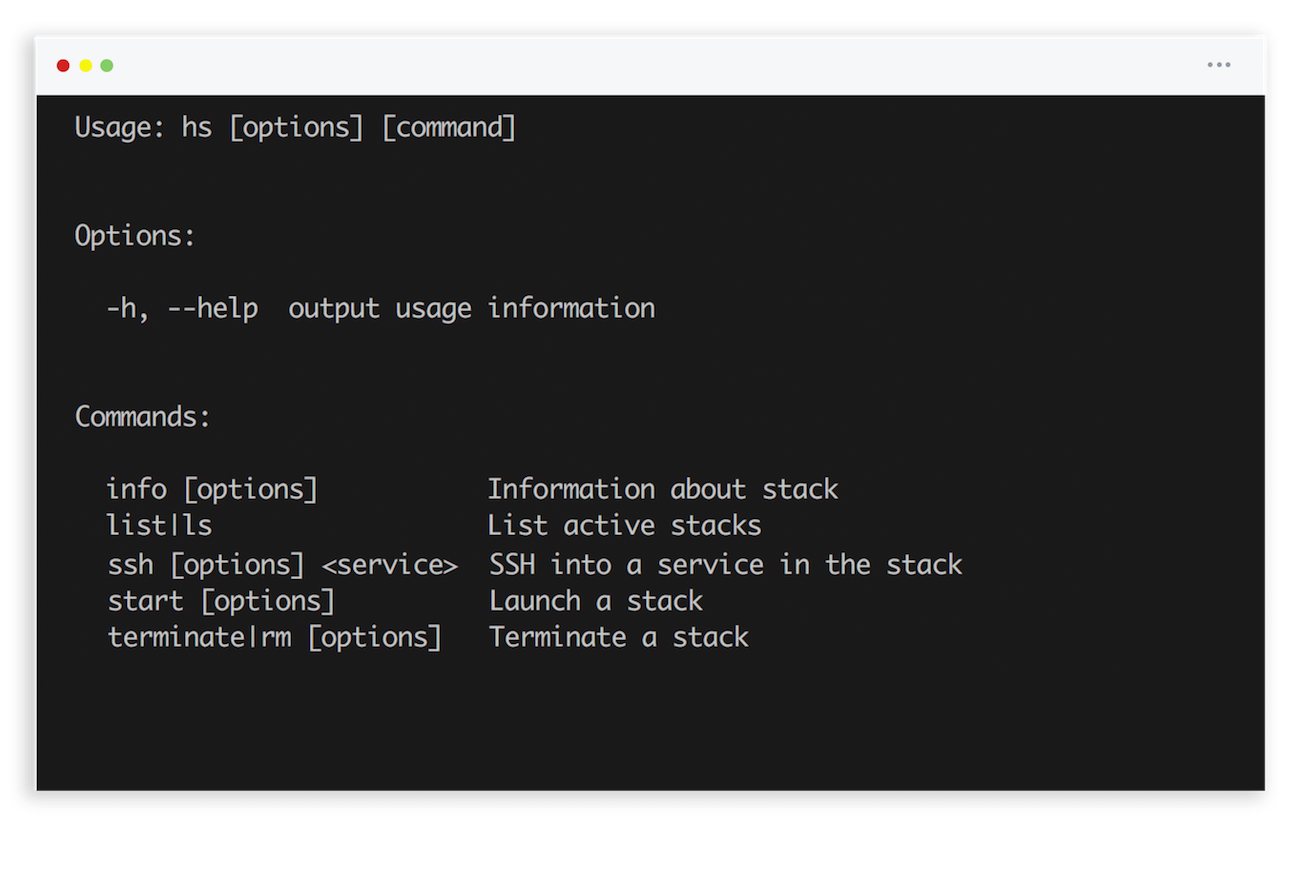 Usage: hs [options] [command]
Options:
-h, --help  output usage information
Commands:
info [options]           Information about stack
list|ls                  List active stacks
ssh [options] <service>  SSH into a service in the stack
start [options]          Launch a stack
terminate|rm [options]   Terminate a stack